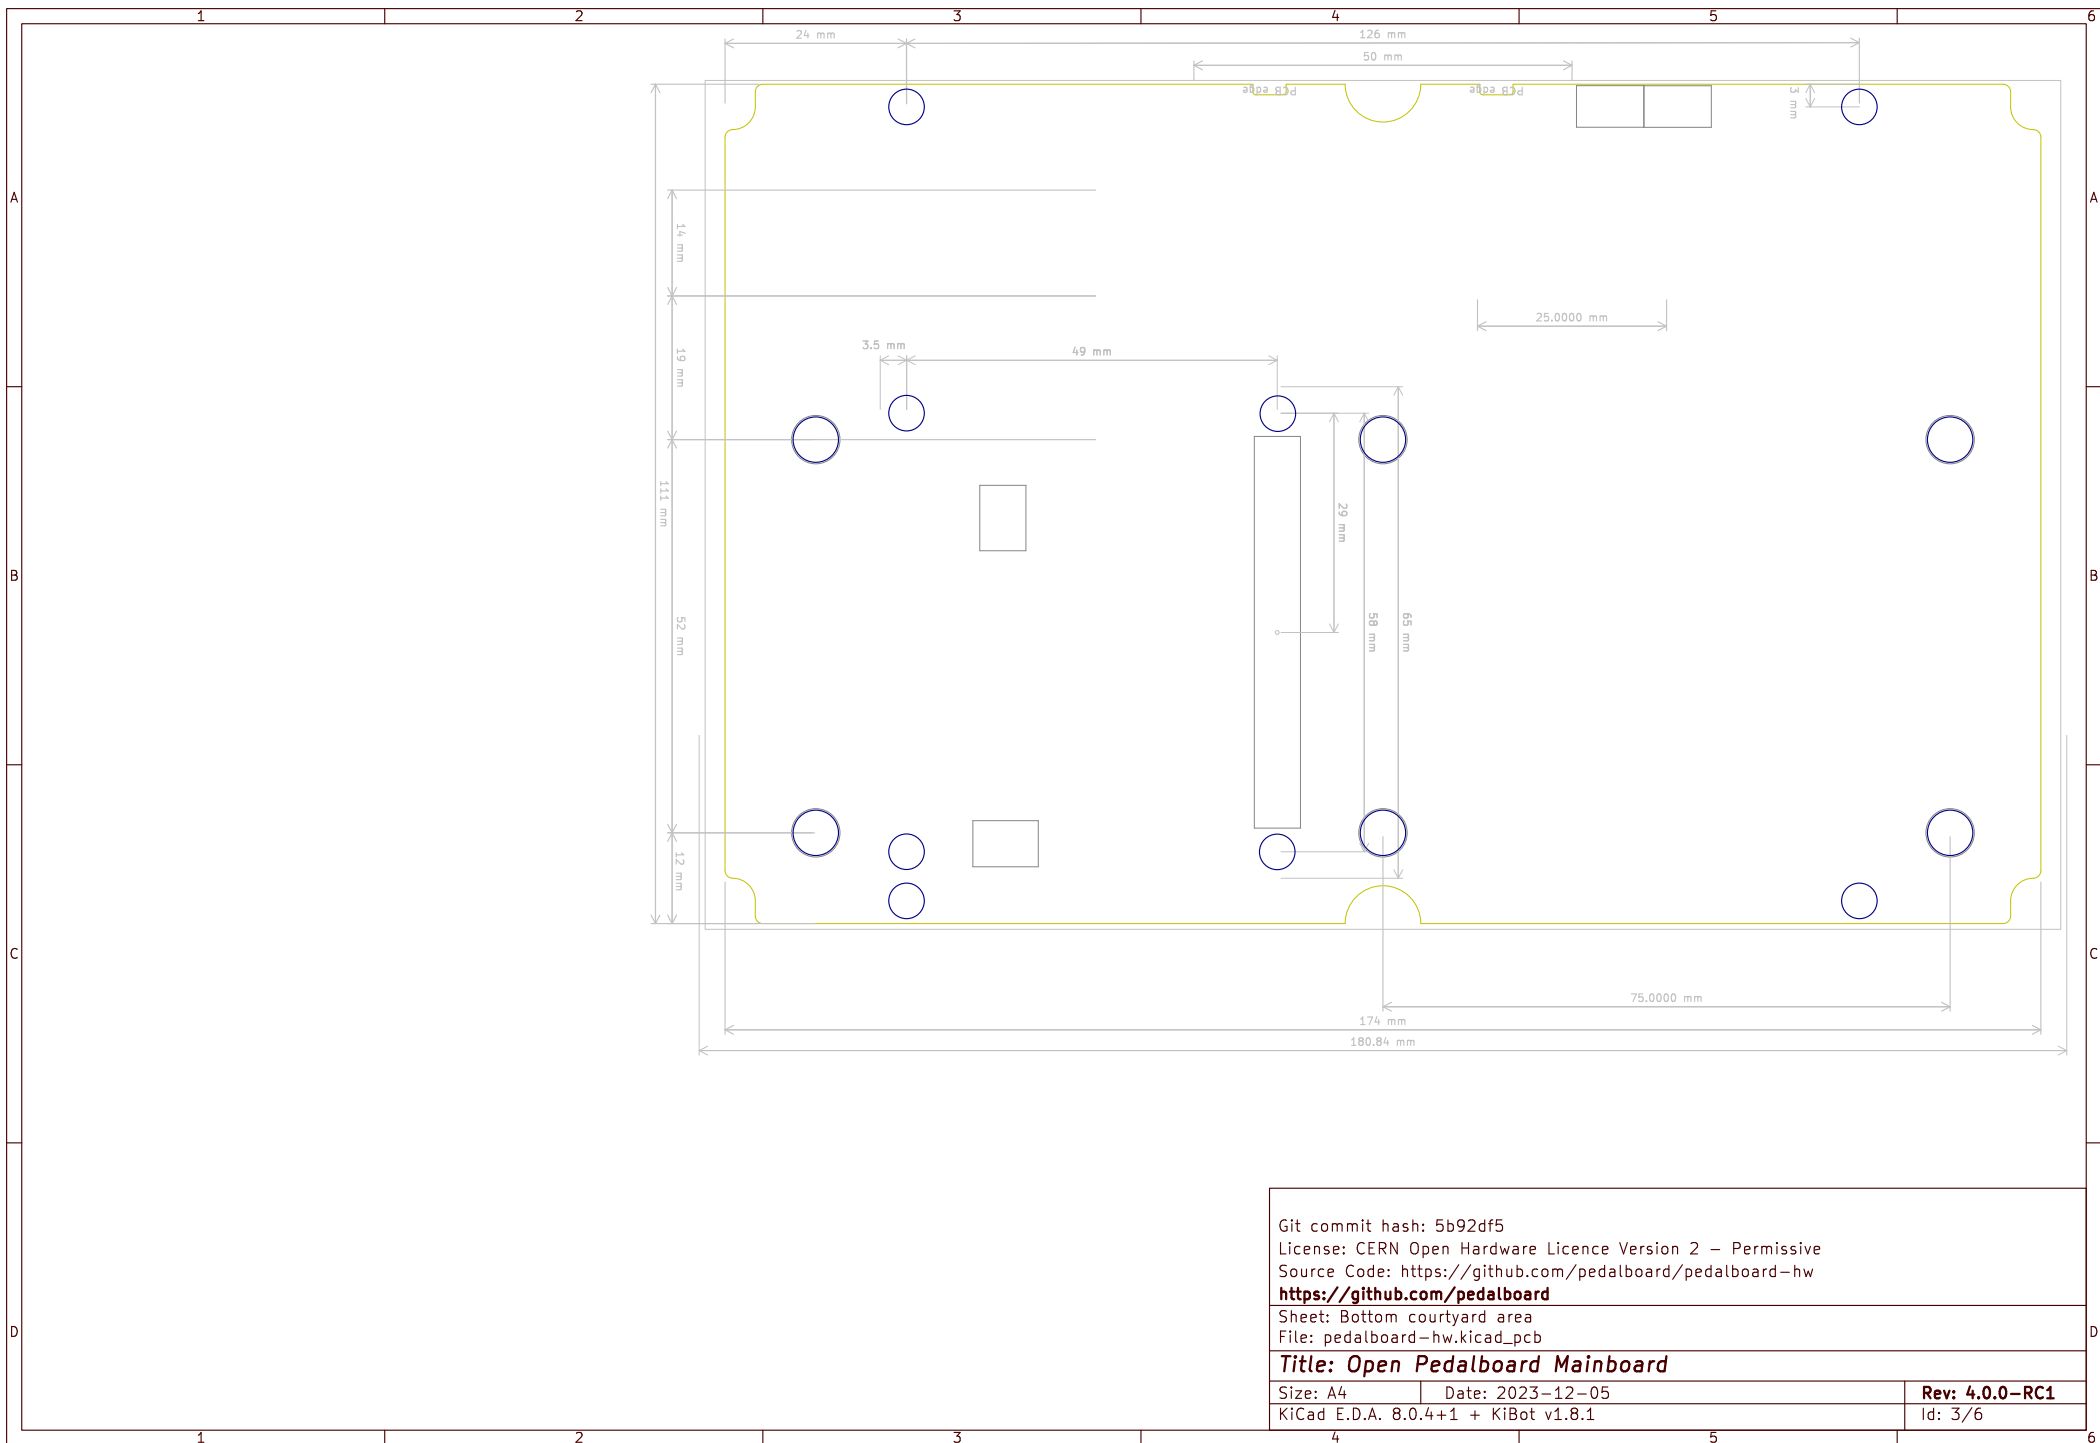 1 2 3 4 5 6
24 mm
126 mm
50 mm
PCB edge
PCB edge
3 mm
A A
14 mm
25.0000 mm
19 mm
3.5 mm
49 mm
111 mm
29 mm
B B
52 mm
58 mm
65 mm
12 mm
C C
75.0000 mm
174 mm
180.84 mm
Git commit hash: 5b92df5
License: CERN Open Hardware Licence Version 2 - Permissive
Source Code: https://github.com/pedalboard/pedalboard-hw
https://github.com/pedalboard
Sheet: Bottom courtyard area
File: pedalboard-hw.kicad_pcb
D D
Title: Open Pedalboard Mainboard
Size: A4 Date: 2023-12-05 Rev: 4.0.0-RC1
KiCad E.D.A. 8.0.4+1 + KiBot v1.8.1 Id: 3/6
1 2 3 4 5 6